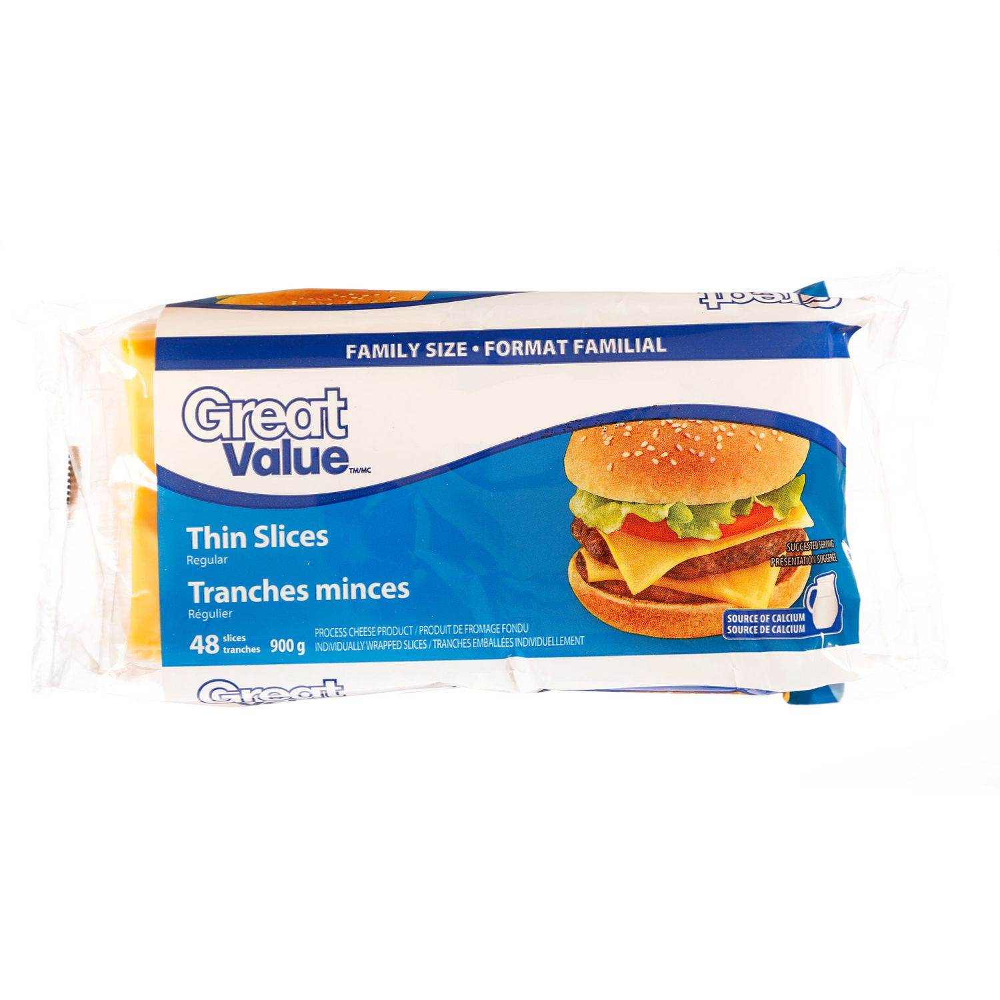 Great
FAMILY SIZE • FORMAT FAMILIAL
Great
Value TM/MC
Thin Slices
Regular
Tranches minces
Régulier
48 slices tranches 900 g
PROCESS CHEESE PRODUCT / PRODUIT DE FROMAGE FONDU
INDIVIDUALLY WRAPPED SLICES / TRANCHES EMBALLÉES INDIVIDUELLEMENT
SUGGESTED SERVING
PRÉSENTATION SUGGÉRÉE
SOURCE OF CALCIUM
SOURCE DE CALCIUM
Great